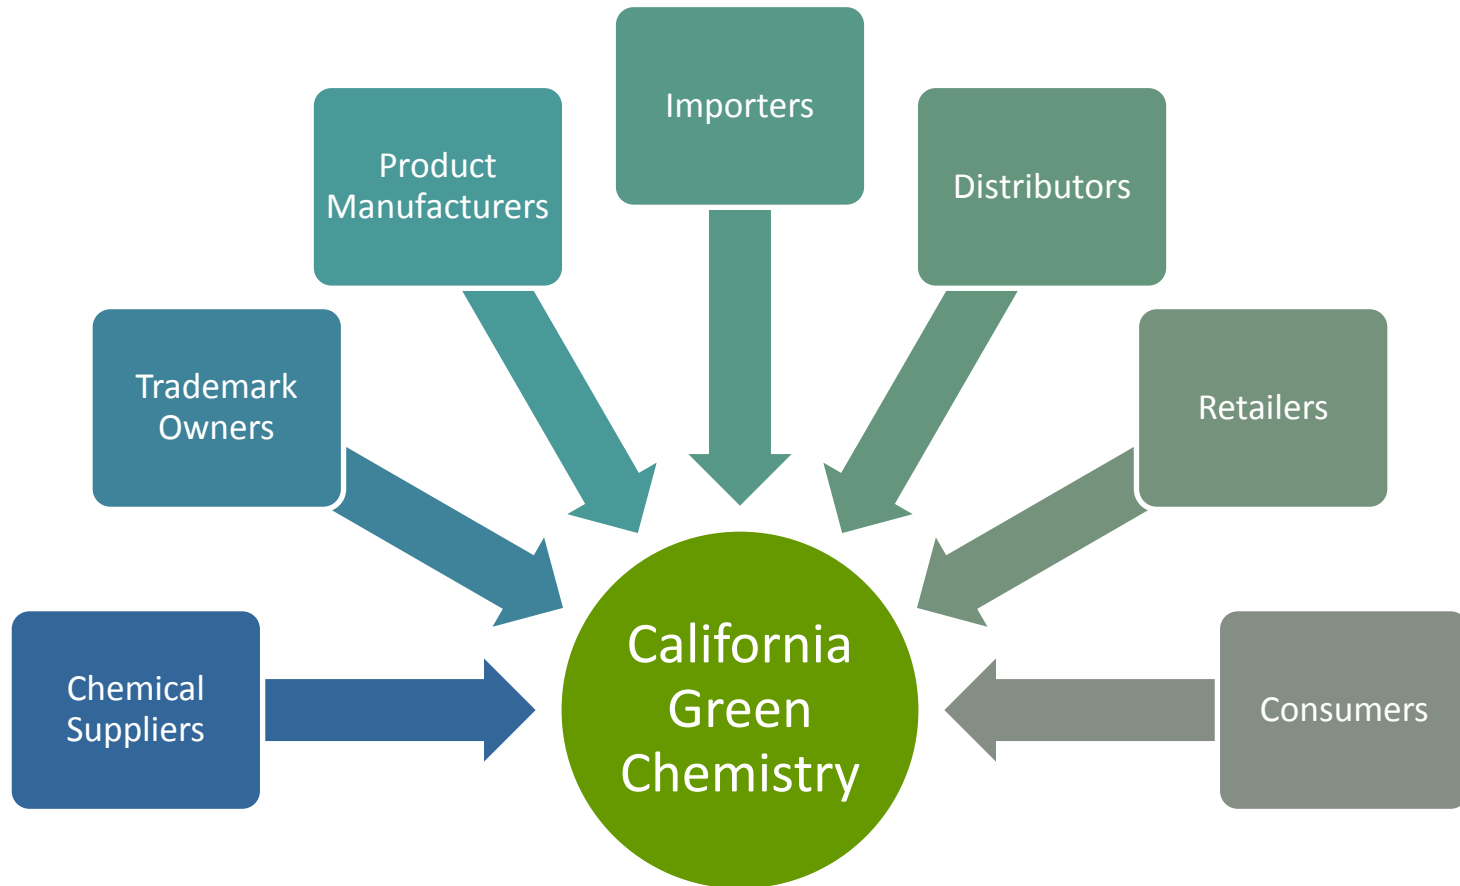 Importers
Product
Manufacturers
Distributors
Trademark
Owners
Retailers
Chemical
Suppliers
California
Green
Chemistry
Consumers